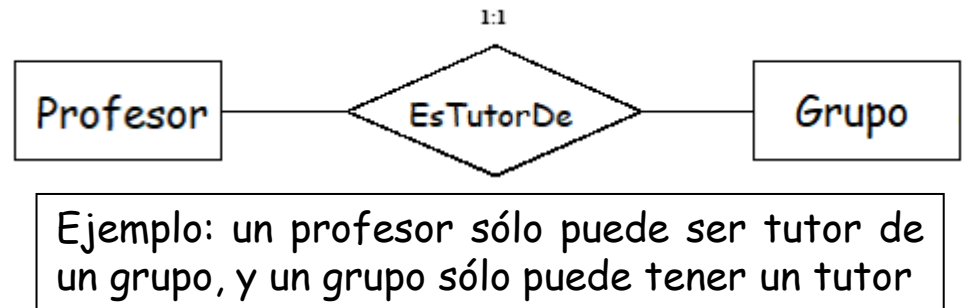 1:1
Profesor
EsTutorDe
Grupo
Ejemplo: un profesor sólo puede ser tutor de
un grupo, y un grupo sólo puede tener un tutor